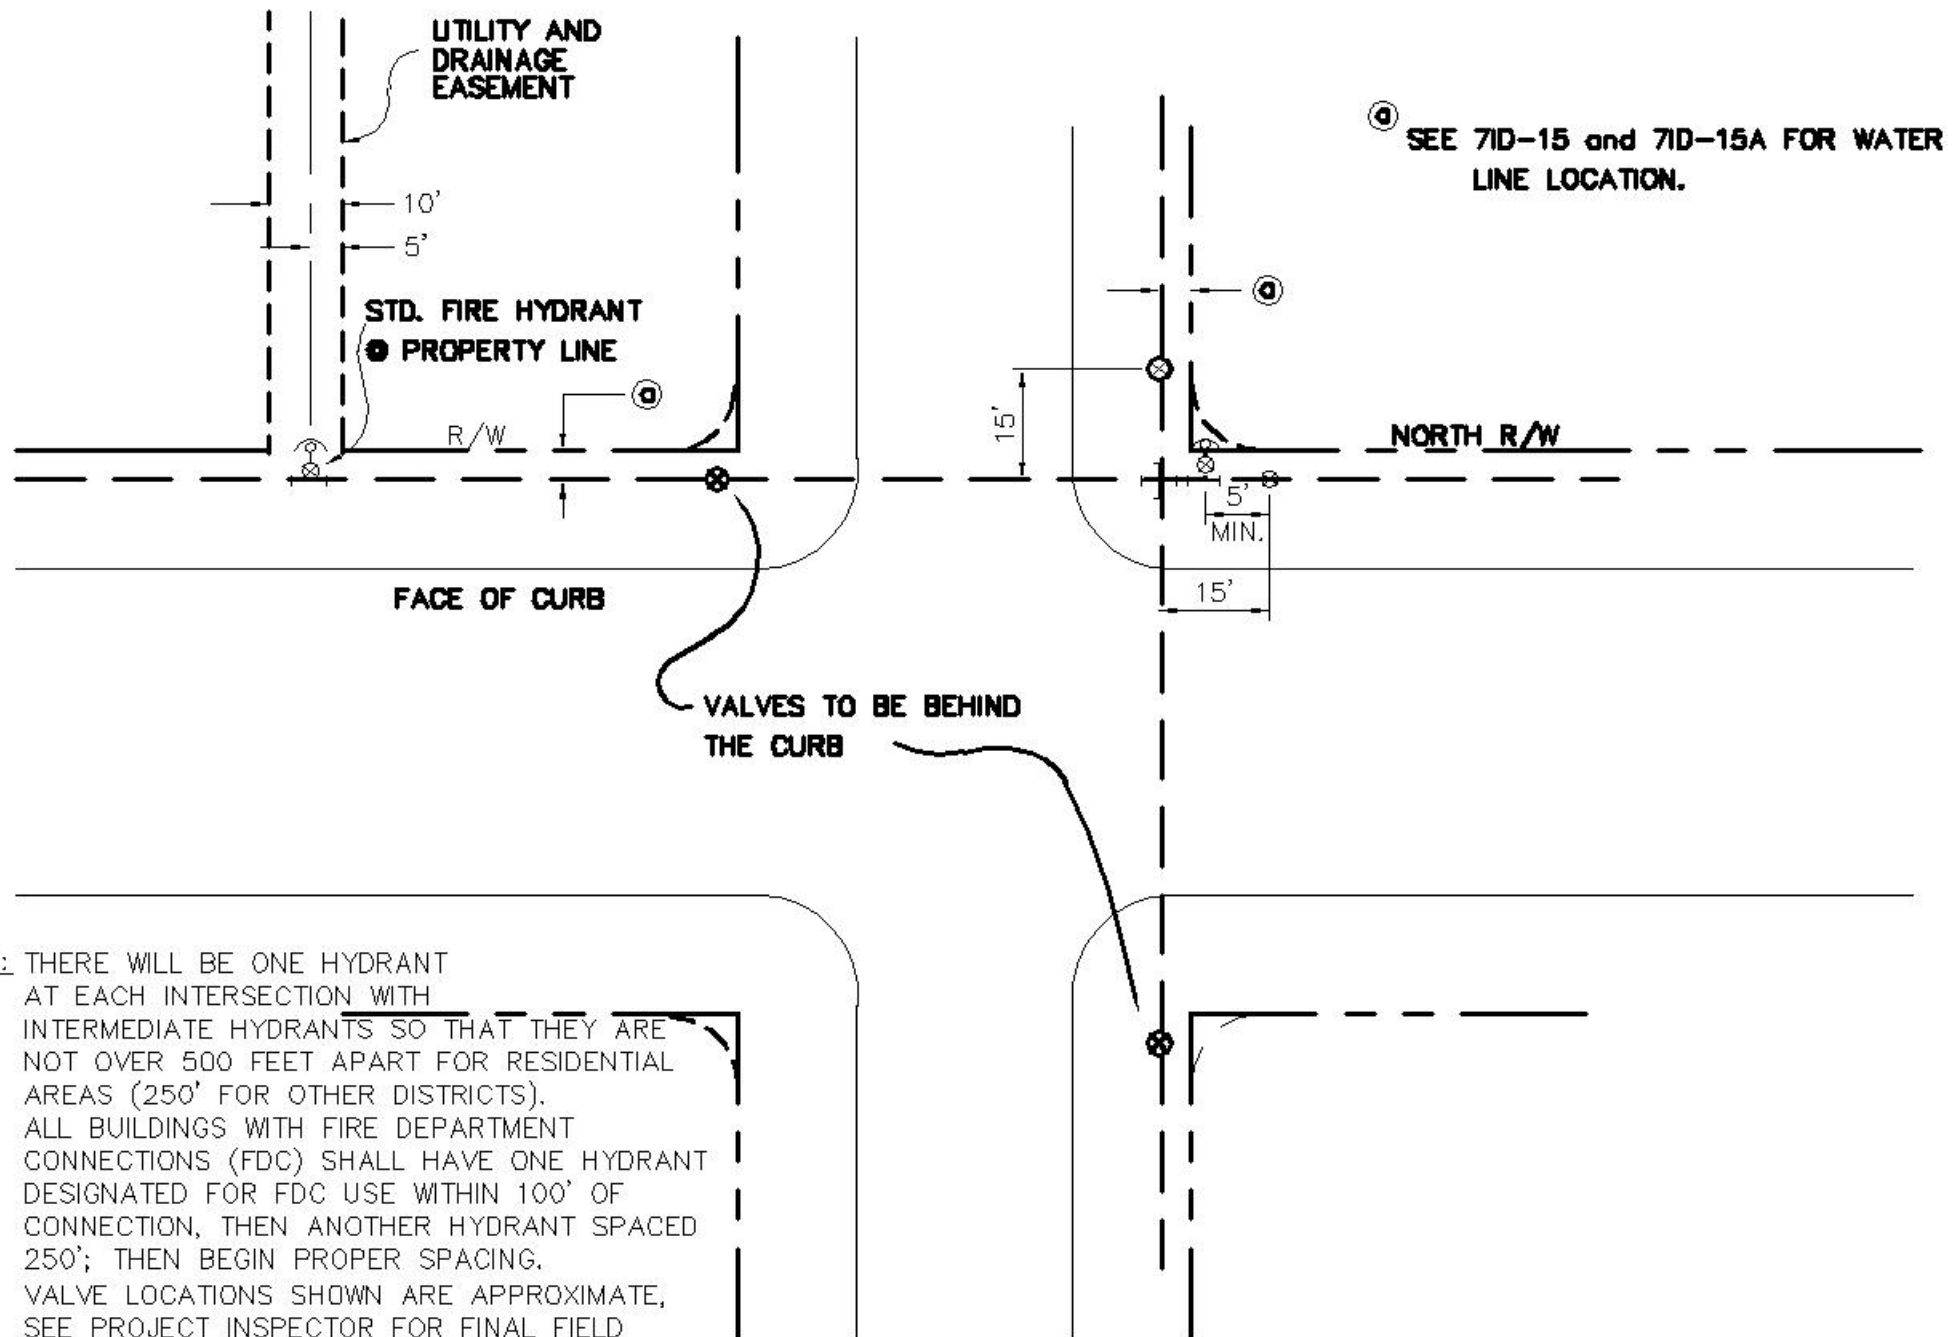 UTILITY AND
DRAINAGE
EASEMENT
ⓐ
SEE 7ID-15 and 7ID-15A FOR WATER
LINE LOCATION.
10'
5'
STD. FIRE HYDRANT
@ PROPERTY LINE
ⓐ
ⓐ
15'
R/W
NORTH R/W
5'
MIN.
15'
FACE OF CURB
VALVES TO BE BEHIND
THE CURB
: THERE WILL BE ONE HYDRANT
AT EACH INTERSECTION WITH
INTERMEDIATE HYDRANTS SO THAT THEY ARE
NOT OVER 500 FEET APART FOR RESIDENTIAL
AREAS (250' FOR OTHER DISTRICTS).
ALL BUILDINGS WITH FIRE DEPARTMENT
CONNECTIONS (FDC) SHALL HAVE ONE HYDRANT
DESIGNATED FOR FDC USE WITHIN 100' OF
CONNECTION, THEN ANOTHER HYDRANT SPACED
250'; THEN BEGIN PROPER SPACING.
VALVE LOCATIONS SHOWN ARE APPROXIMATE,
SEE PROJECT INSPECTOR FOR FINAL FIELD